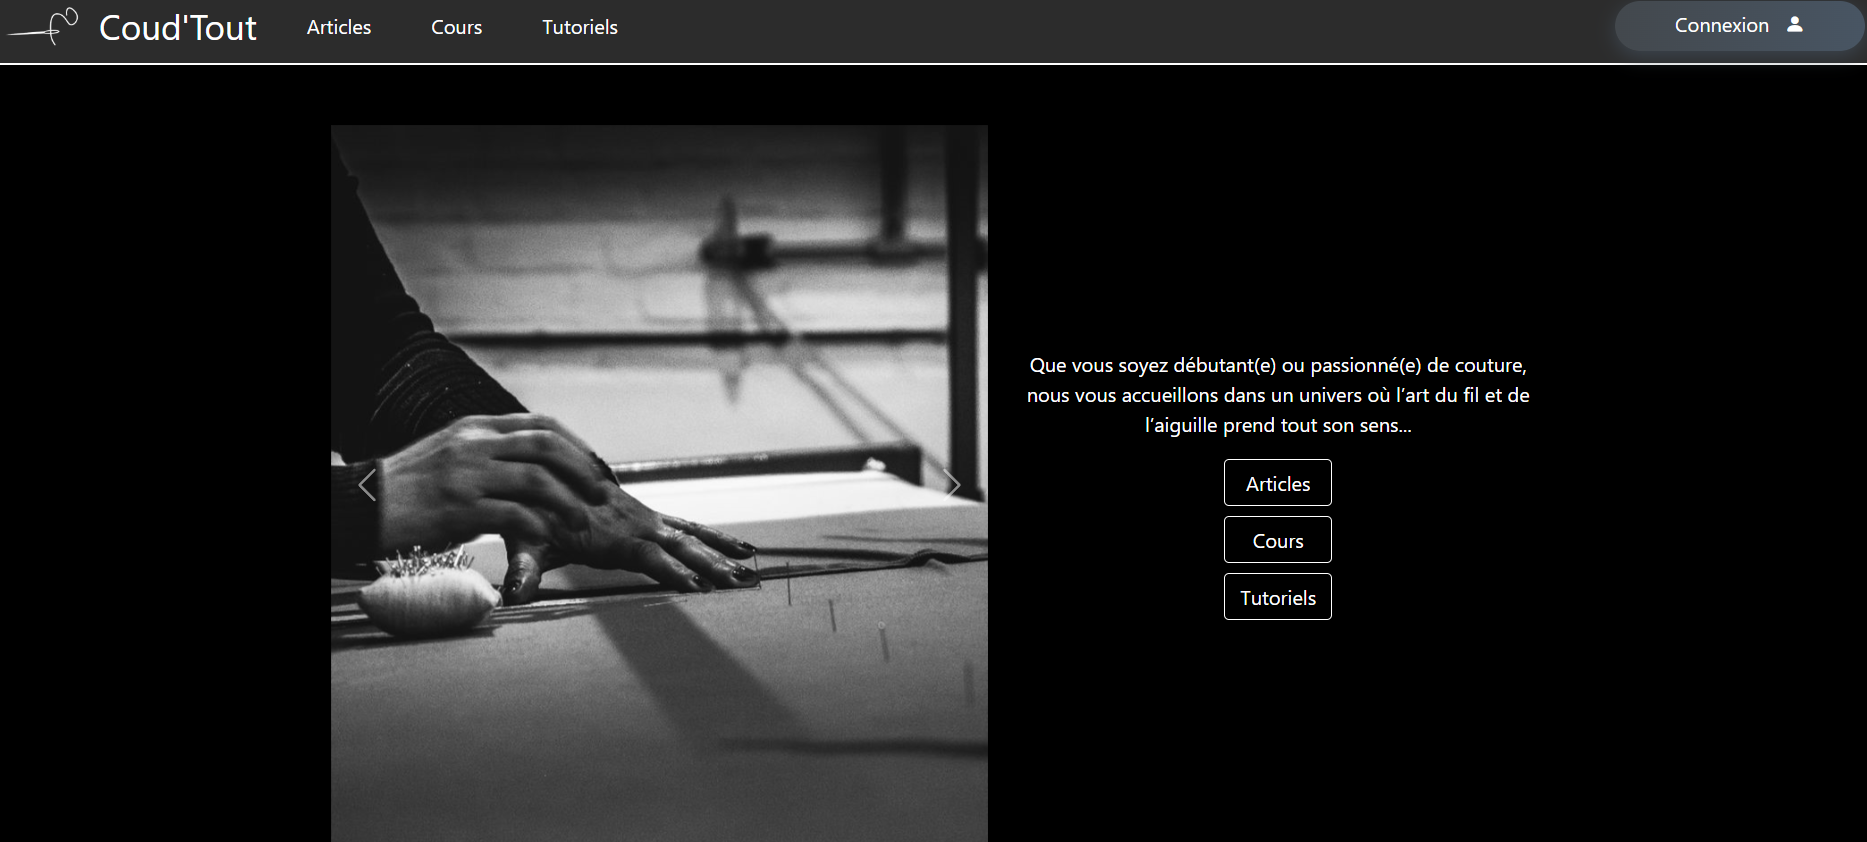 Coud'Tout
Articles
Cours
Tutoriels
Connexion
Que vous soyez débutant(e) ou passionné(e) de couture,
nous vous accueillons dans un univers où l’art du fil et de
l’aiguille prend tout son sens...
Articles
Cours
Tutoriels